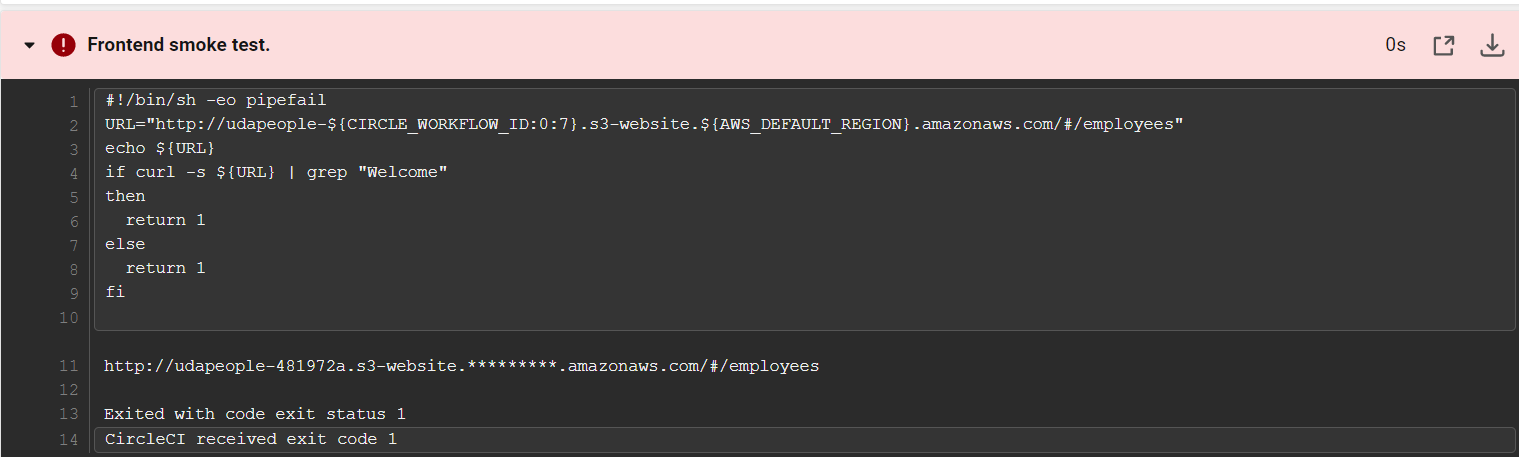 Frontend smoke test.
0s
1 #!/bin/sh -eo pipefail
2 URL="http://udapeople-${CIRCLE_WORKFLOW_ID:0:7}.s3-website.${AWS_DEFAULT_REGION}.amazonaws.com/#/employees"
3 echo ${URL}
4 if curl -s ${URL} | grep "Welcome"
5 then
6   return 1
7 else
8   return 1
9 fi
10
11 http://udapeople-481972a.s3-website.*********.amazonaws.com/#/employees
12
13 Exited with code exit status 1
14 CircleCI received exit code 1